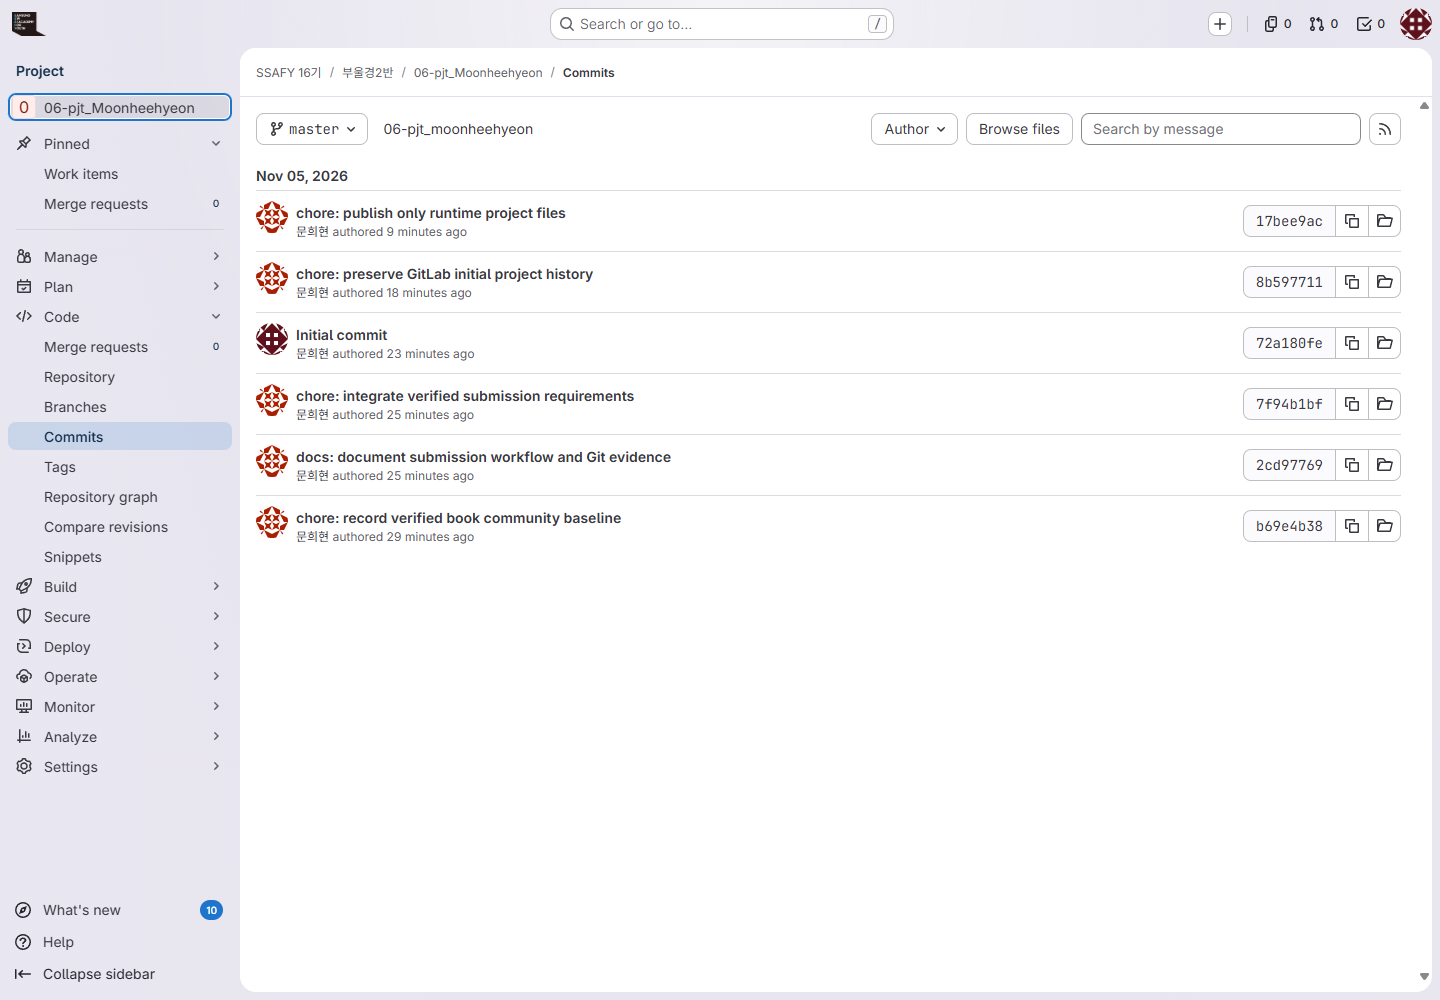 Search or go to...
/
0
0
0
Project
0 06-pjt_Moonheehyeon
Pinned
Work items
Merge requests 0
Manage
Plan
Code
Merge requests 0
Repository
Branches
Commits
Tags
Repository graph
Compare revisions
Snippets
Build
Secure
Deploy
Operate
Monitor
Analyze
Settings
What's new 10
Help
Collapse sidebar
SSAFY 16기 / 부울경2반 / 06-pjt_Moonheehyeon / Commits
master 06-pjt_moonheehyeon Author Browse files Search by message
Nov 05, 2026
chore: publish only runtime project files
문희현 authored 9 minutes ago
17bee9ac
chore: preserve GitLab initial project history
문희현 authored 18 minutes ago
8b597711
Initial commit
문희현 authored 23 minutes ago
72a180fe
chore: integrate verified submission requirements
문희현 authored 25 minutes ago
7f94b1bf
docs: document submission workflow and Git evidence
문희현 authored 25 minutes ago
2cd97769
chore: record verified book community baseline
문희현 authored 29 minutes ago
b69e4b38